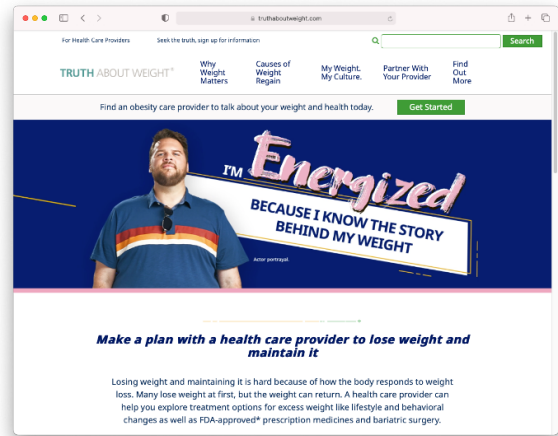 truthaboutweight.com
For Health Care Providers
Seek the truth, sign up for information
Search
TRUTH ABOUT WEIGHT®
Why
Weight
Matters
Causes of
Weight
Regain
My Weight.
My Culture.
Partner With
Your Provider
Find
Out
More
Find an obesity care provider to talk about your weight and health today.
Get Started
I'M Energized
BECAUSE I KNOW THE STORY
BEHIND MY WEIGHT
Actor portrayal.
Make a plan with a health care provider to lose weight and
maintain it
Losing weight and maintaining it is hard because of how the body responds to weight
loss. Many lose weight at first, but the weight can return. A health care provider can
help you explore treatment options for excess weight like lifestyle and behavioral
changes as well as FDA-approved* prescription medicines and bariatric surgery.